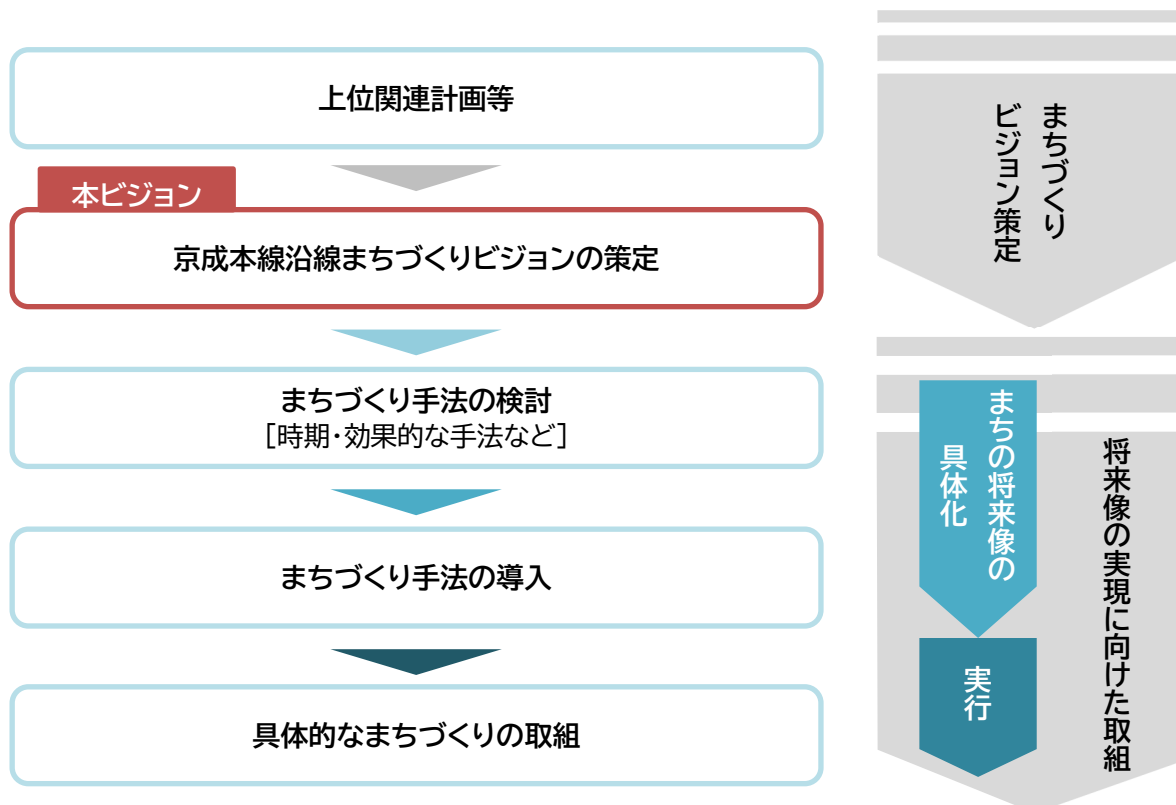 上位関連計画等
本ビジョン
京成本線沿線まちづくりビジョンの策定
まちづくり手法の検討
[時期・効果的な手法など]
まちづくり手法の導入
具体的なまちづくりの取組
まちづくり
ビジョン策定
まちの将来像の
具体化
実行
将来像の実現に向けた取組